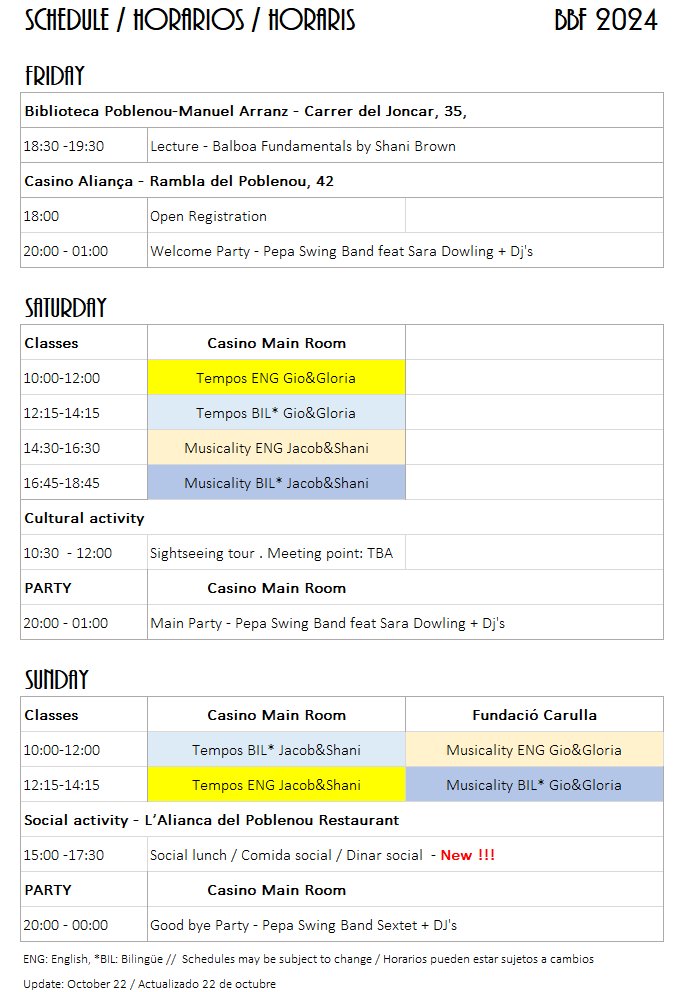 SCHEDULE / HORARIOS / HORARIS BBF 2024
FRIDAY
Biblioteca Poblenou-Manuel Arranz - Carrer del Joncar, 35,
18:30 -19:30 Lecture - Balboa Fundamentals by Shani Brown
Casino Aliança - Rambla del Poblenou, 42
18:00 Open Registration
20:00 - 01:00 Welcome Party - Pepa Swing Band feat Sara Dowling + Dj's
SATURDAY
Classes Casino Main Room
10:00-12:00 Tempos ENG Gio&Gloria
12:15-14:15 Tempos BIL* Gio&Gloria
14:30-16:30 Musicality ENG Jacob&Shani
16:45-18:45 Musicality BIL* Jacob&Shani
Cultural activity
10:30 - 12:00 Sightseeing tour . Meeting point: TBA
PARTY Casino Main Room
20:00 - 01:00 Main Party - Pepa Swing Band feat Sara Dowling + Dj's
SUNDAY
Classes Casino Main Room Fundació Carulla
10:00-12:00 Tempos BIL* Jacob&Shani Musicality ENG Gio&Gloria
12:15-14:15 Tempos ENG Jacob&Shani Musicality BIL* Gio&Gloria
Social activity - L'Alianca del Poblenou Restaurant
15:00 -17:30 Social lunch / Comida social / Dinar social - New !!!
PARTY Casino Main Room
20:00 - 00:00 Good bye Party - Pepa Swing Band Sextet + DJ's
ENG: English, *BIL: Bilingüe // Schedules may be subject to change / Horarios pueden estar sujetos a cambios
Update: October 22 / Actualizado 22 de octubre